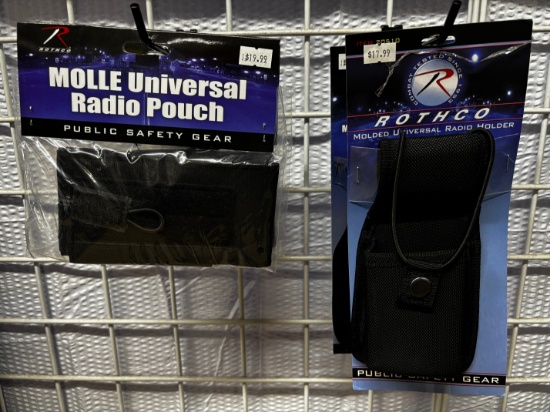 R
ROTHCO
$19.99
MOLLE Universal
Radio Pouch
PUBLIC SAFETY GEAR
20510
$17.99
R
ROTHCO
MOLDED UNIVERSAL RADIO HOLDER
PUBLIC SAFETY GEAR